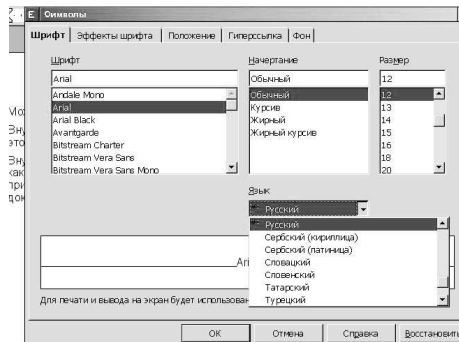 Символы
Шрифт Эффекты шрифта Положение Гиперссылка Фон
Шрифт Начертание Размер
Arial Обычный 12
Andale Mono Обычный 12
Arial Курсив 13
Arial Black Жирный 14
Avantgarde Жирный курсив 15
Bitstream Charter 16
Bitstream Vera Sans 18
Bitstream Vera Sans Mono 20
Язык
Русский
Русский
Сербский (кириллица)
Сербский (латиница)
Словацкий
Словенский
Татарский
Турецкий
Ari
Для печати и вывода на экран будет использован
OK Отмена Справка Восстановить